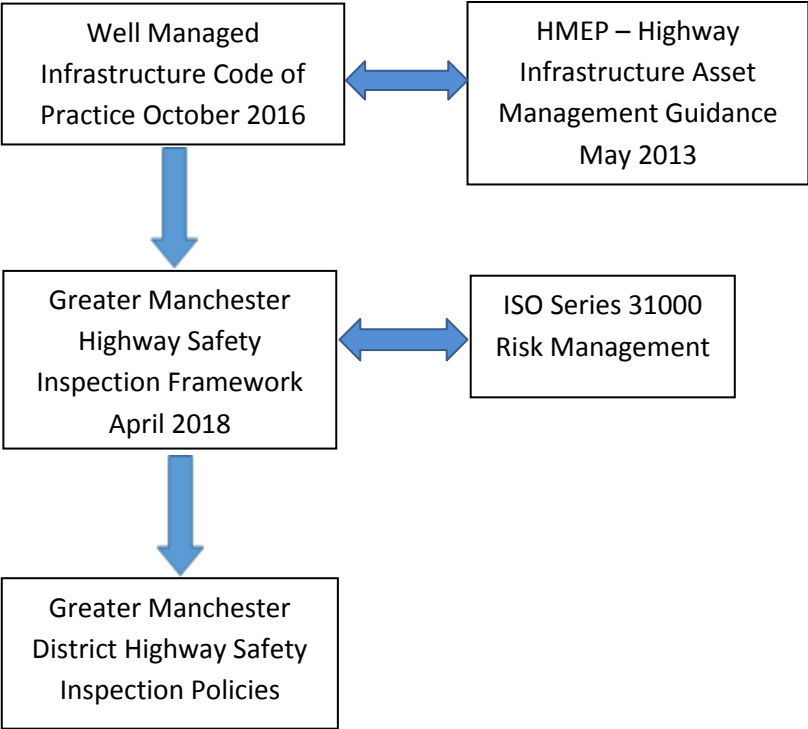 Well Managed
Infrastructure Code of
Practice October 2016
HMEP – Highway
Infrastructure Asset
Management Guidance
May 2013
Greater Manchester
Highway Safety
Inspection Framework
April 2018
ISO Series 31000
Risk Management
Greater Manchester
District Highway Safety
Inspection Policies